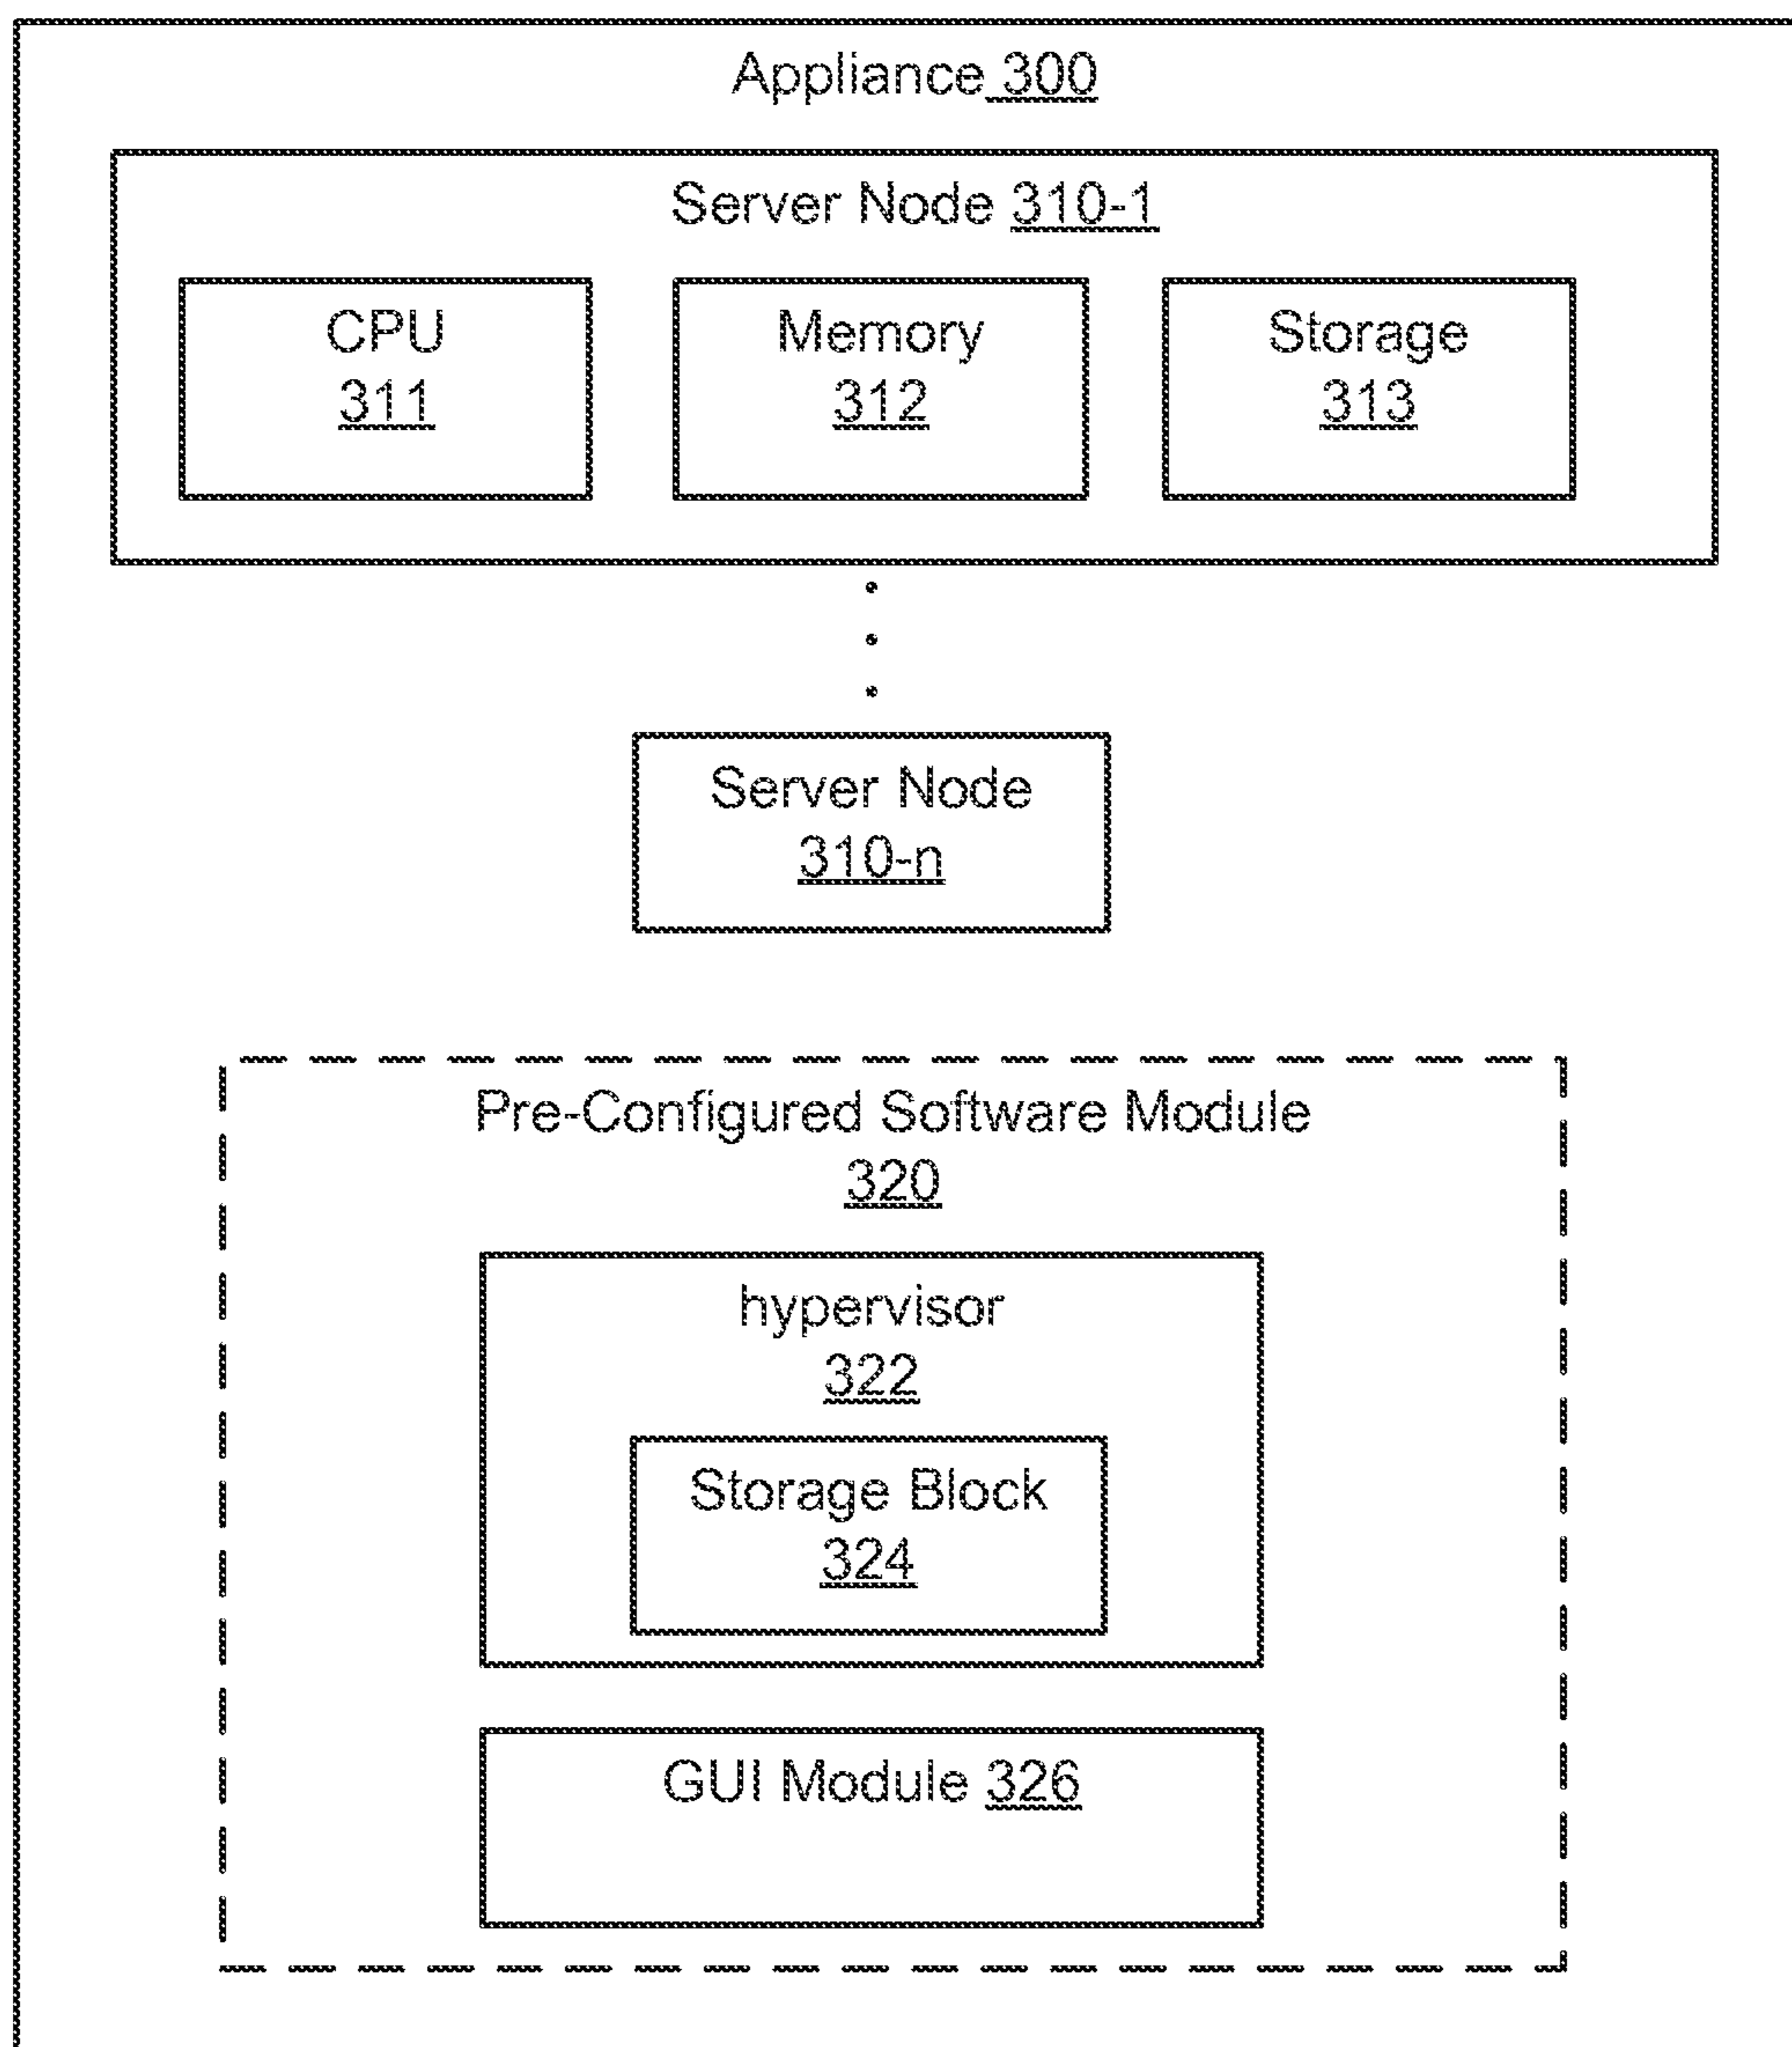 Appliance 300
Server Node 310-1
CPU
311
Memory
312
Storage
313
Server Node
310-n
Pre-Configured Software Module
320
hypervisor
322
Storage Block
324
GUI Module 326